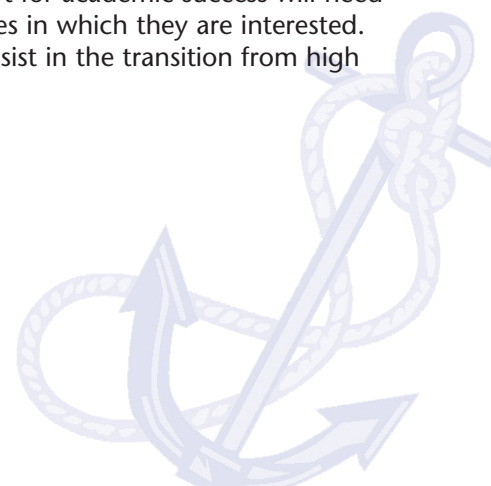 t for academic success will need
es in which they are interested.
sist in the transition from high